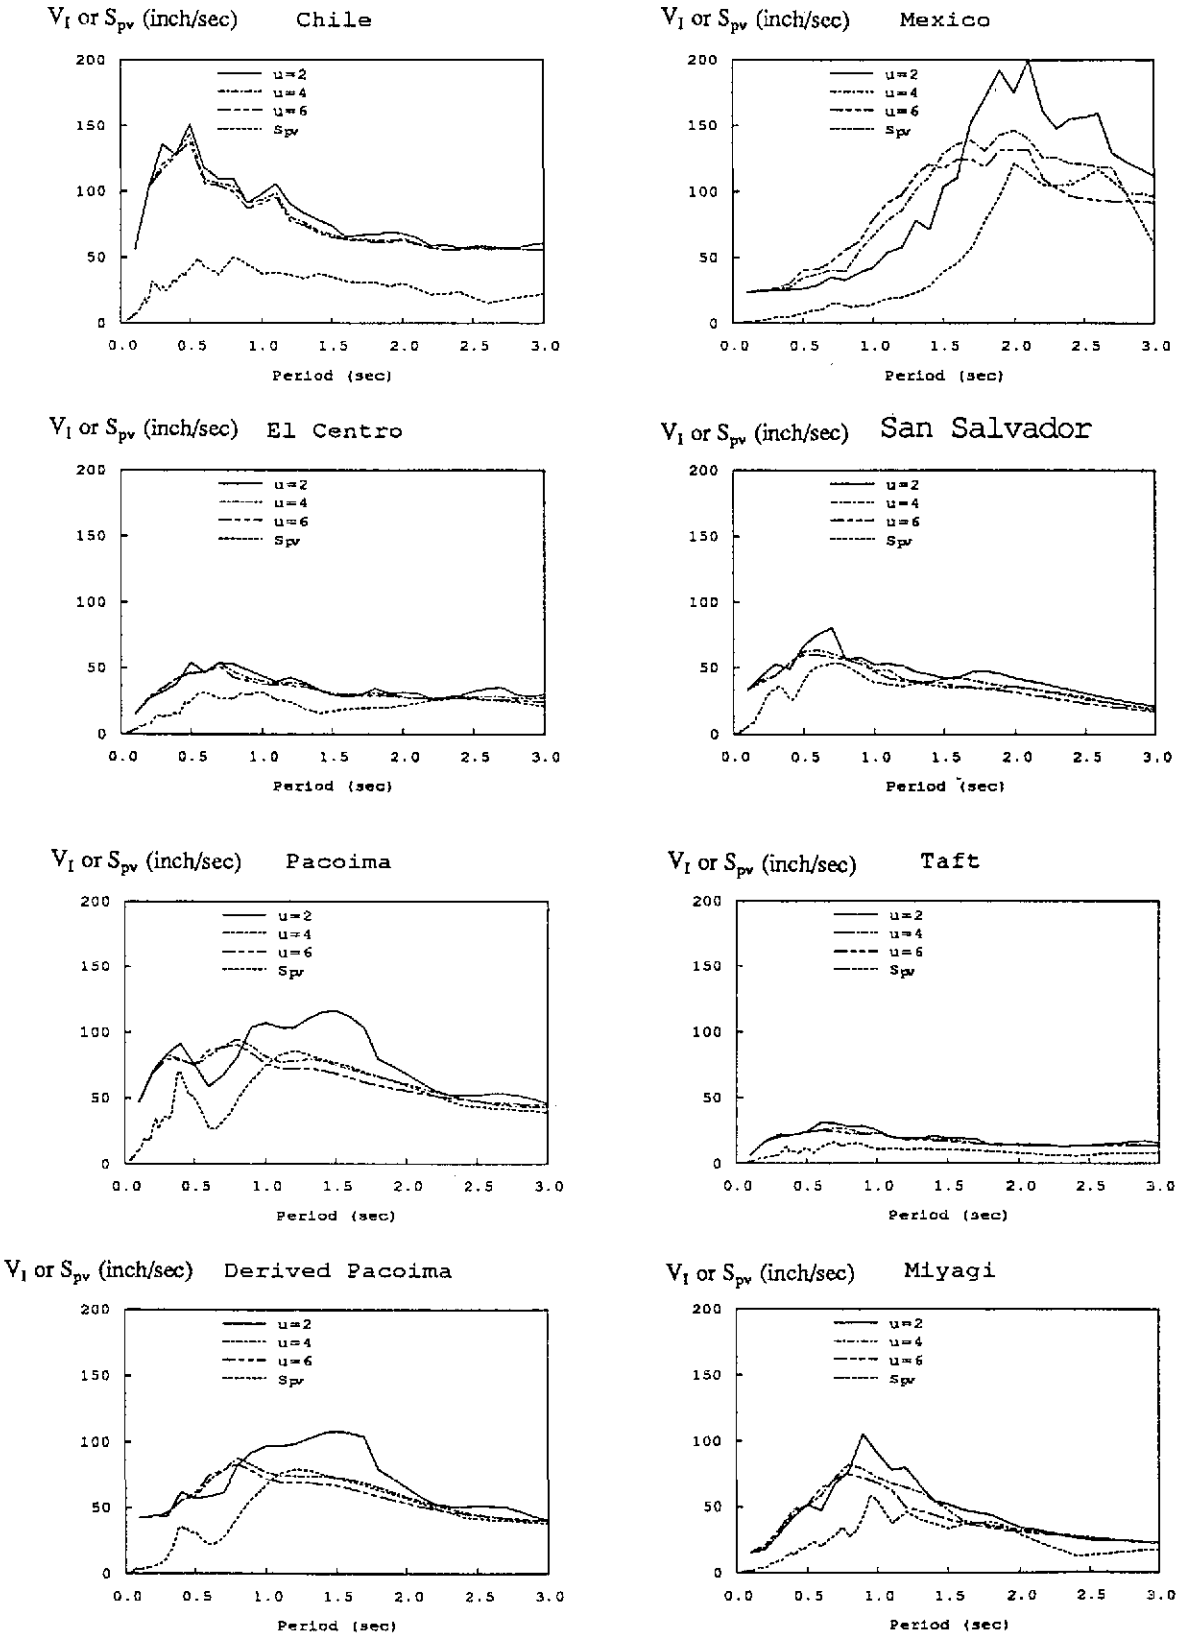 V_I or S_pv (inch/sec) Chile
200
150
100
50
0
u=2
u=4
u=6
S_pv
0.0 0.5 1.0 1.5 2.0 2.5 3.0
Period (sec)
V_I or S_pv (inch/sec) Mexico
200
150
100
50
0
u=2
u=4
u=6
S_pv
0.0 0.5 1.0 1.5 2.0 2.5 3.0
Period (sec)
V_I or S_pv (inch/sec) El Centro
200
150
100
50
0
u=2
u=4
u=6
S_pv
0.0 0.5 1.0 1.5 2.0 2.5 3.0
Period (sec)
V_I or S_pv (inch/sec) San Salvador
200
150
100
50
0
u=2
u=4
u=6
S_pv
0.0 0.5 1.0 1.5 2.0 2.5 3.0
Period (sec)
V_I or S_pv (inch/sec) Pacoima
200
150
100
50
0
u=2
u=4
u=6
S_pv
0.0 0.5 1.0 1.5 2.0 2.5 3.0
Period (sec)
V_I or S_pv (inch/sec) Taft
200
150
100
50
0
u=2
u=4
u=6
S_pv
0.0 0.5 1.0 1.5 2.0 2.5 3.0
Period (sec)
V_I or S_pv (inch/sec) Derived Pacoima
200
150
100
50
0
u=2
u=4
u=6
S_pv
0.0 0.5 1.0 1.5 2.0 2.5 3.0
Period (sec)
V_I or S_pv (inch/sec) Miyagi
200
150
100
50
0
u=2
u=4
u=6
S_pv
0.0 0.5 1.0 1.5 2.0 2.5 3.0
Period (sec)